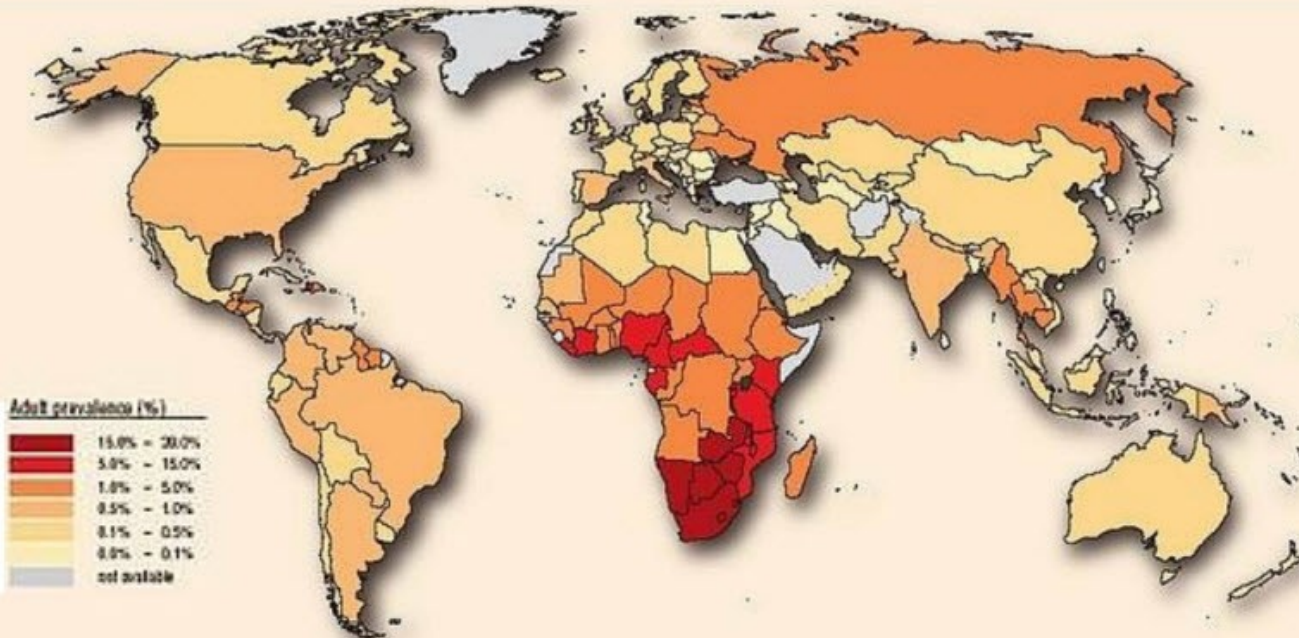 Adult prevalence (%)
15.0% - 30.0%
5.0% - 15.0%
1.0% - 5.0%
0.5% - 1.0%
0.1% - 0.5%
0.0% - 0.1%
not available